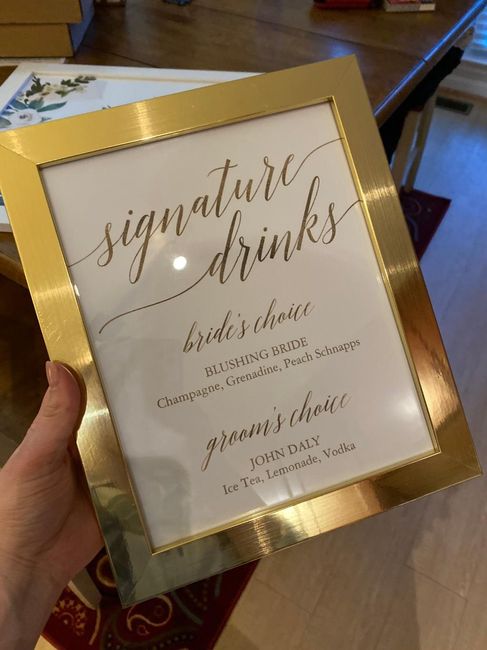 signature
drinks
bride's choice
BLUSHING BRIDE
Champagne, Grenadine, Peach Schnapps
groom's choice
JOHN DALY
Ice Tea, Lemonade, Vodka